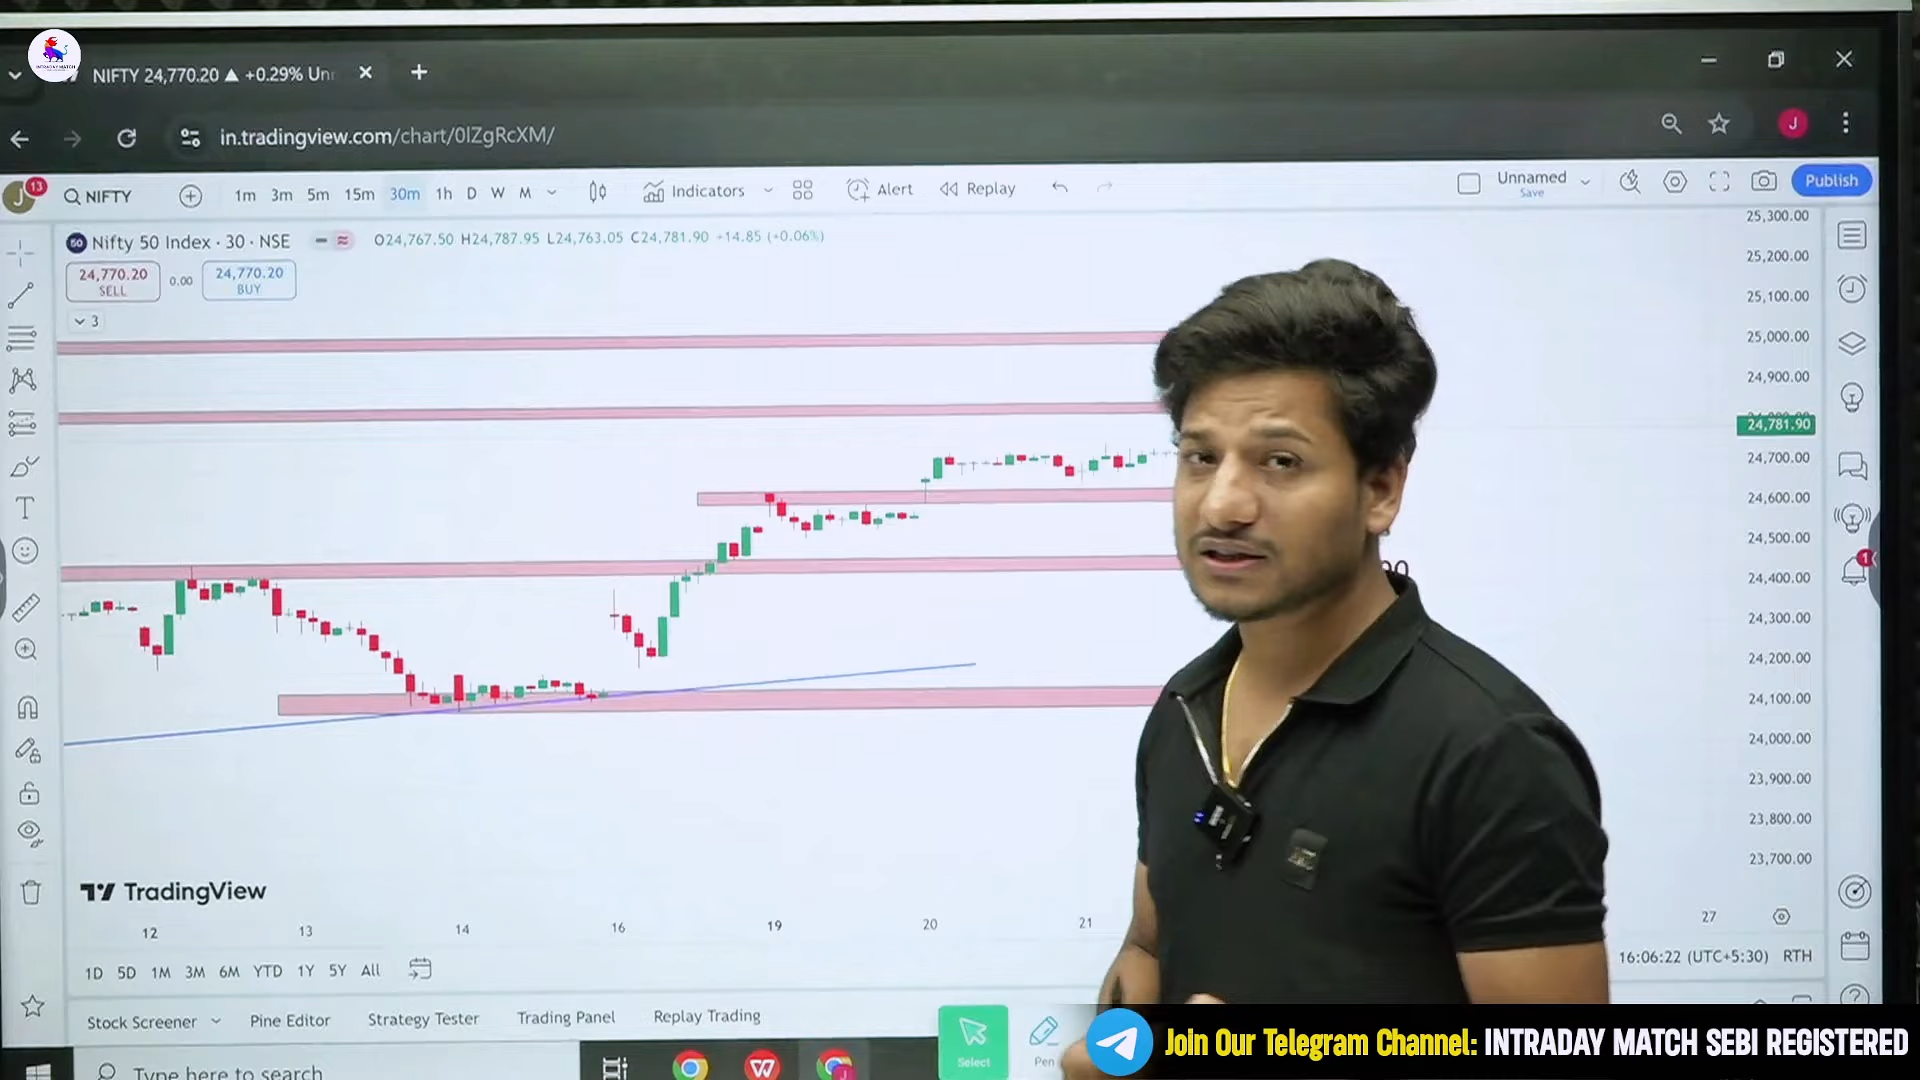 INTRADAY MATCH
NIFTY 24,770.20 ▲ +0.29% Un
in.tradingview.com/chart/0lZgRcXM/
J
J
13
NIFTY
1m 3m 5m 15m 30m 1h D W M
Indicators
Alert
Replay
Unnamed
Save
Publish
50 Nifty 50 Index · 30 · NSE
O24,767.50 H24,787.95 L24,763.05 C24,781.90 +14.85 (+0.06%)
24,770.20
SELL
0.00
24,770.20
BUY
3
25,300.00
25,200.00
25,100.00
25,000.00
24,900.00
24,781.90
24,700.00
24,600.00
24,500.00
24,400.00
24,300.00
24,200.00
24,100.00
24,000.00
23,900.00
23,800.00
23,700.00
1
TradingView
12 13 14 16 19 20 21 27
1D 5D 1M 3M 6M YTD 1Y 5Y All
16:06:22 (UTC+5:30) RTH
Stock Screener Pine Editor Strategy Tester Trading Panel Replay Trading
Select
Pen
Type here to search
J
Join Our Telegram Channel: INTRADAY MATCH SEBI REGISTERED